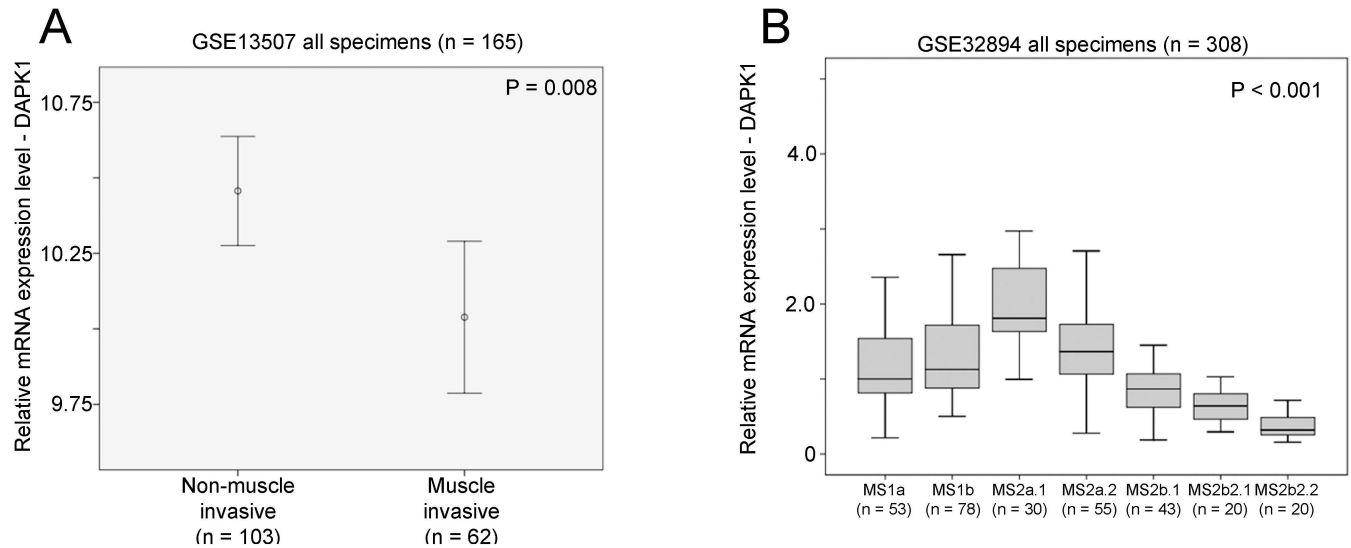 A
GSE13507 all specimens (n = 165)
P = 0.008
Relative mRNA expression level - DAPK1
10.75
10.25
9.75
Non-muscle
invasive
(n = 103)
Muscle
invasive
(n = 62)
B
GSE32894 all specimens (n = 308)
P < 0.001
Relative mRNA expression level - DAPK1
4.0
2.0
0
MS1a MS1b MS2a.1 MS2a.2 MS2b.1 MS2b2.1 MS2b2.2
(n = 53) (n = 78) (n = 30) (n = 55) (n = 43) (n = 20) (n = 20)